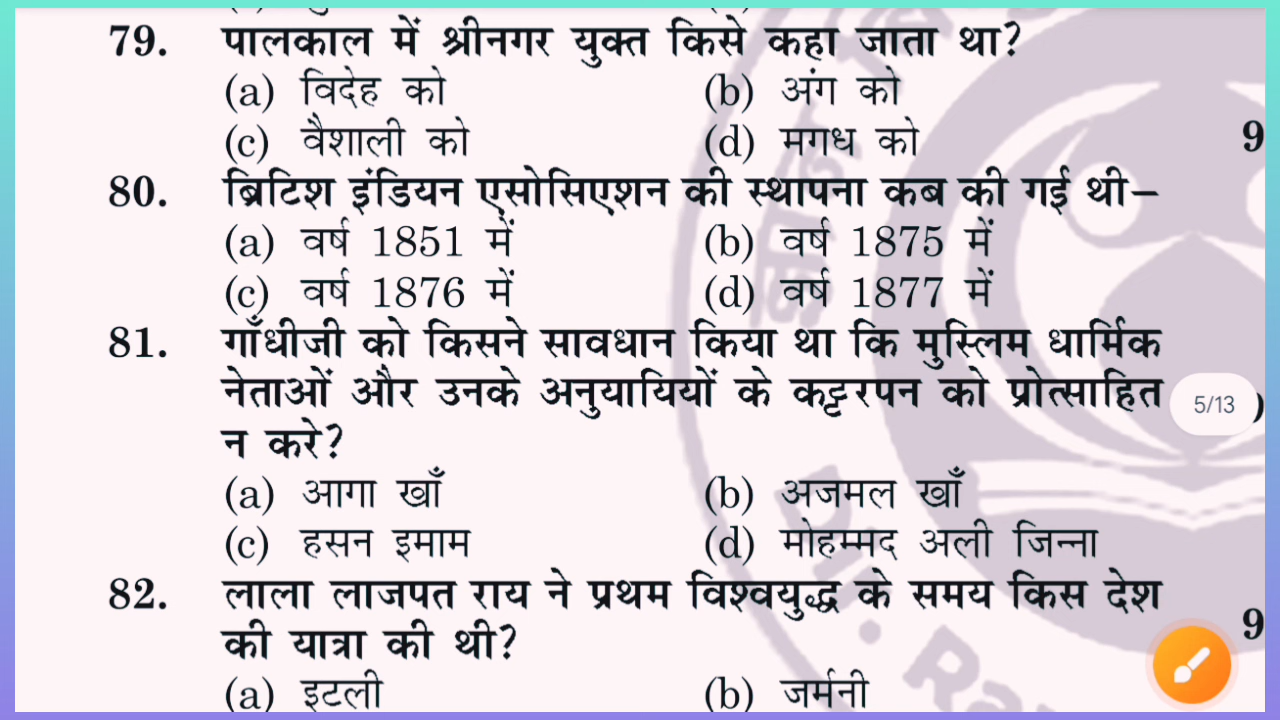 79. पालकाल में श्रीनगर युक्त किसे कहा जाता था?
(a) विदेह को (b) अंग को
(c) वैशाली को (d) मगध को
9
80. ब्रिटिश इंडियन एसोसिएशन की स्थापना कब की गई थी–
(a) वर्ष 1851 में (b) वर्ष 1875 में
(c) वर्ष 1876 में (d) वर्ष 1877 में
81. गाँधीजी को किसने सावधान किया था कि मुस्लिम धार्मिक
नेताओं और उनके अनुयायियों के कट्टरपन को प्रोत्साहित
5/13
न करे?
(a) आगा खाँ (b) अजमल खाँ
(c) हसन इमाम (d) मोहम्मद अली जिन्ना
82. लाला लाजपत राय ने प्रथम विश्वयुद्ध के समय किस देश
की यात्रा की थी?
9
(a) इटली (b) जर्मनी